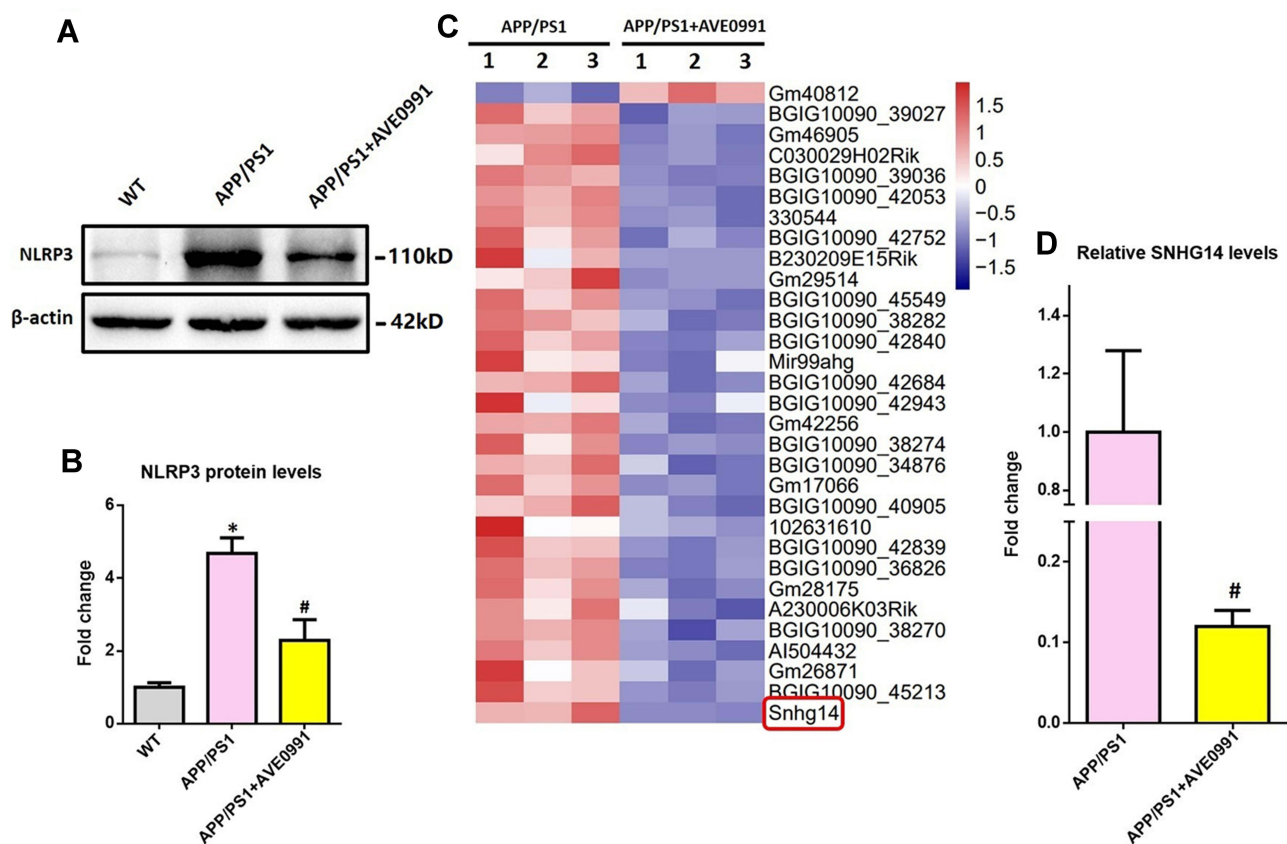 A
WT
APP/PS1
APP/PS1+AVE0991
NLRP3
-110kD
β-actin
-42kD
B
NLRP3 protein levels
Fold change
6
4
2
0
*
#
WT
APP/PS1
APP/PS1+AVE0991
C
APP/PS1
APP/PS1+AVE0991
1 2 3 1 2 3
Gm40812
BGIG10090_39027
Gm46905
C030029H02Rik
BGIG10090_39036
BGIG10090_42053
330544
BGIG10090_42752
B230209E15Rik
Gm29514
BGIG10090_45549
BGIG10090_38282
BGIG10090_42840
Mir99ahg
BGIG10090_42684
BGIG10090_42943
Gm42256
BGIG10090_38274
BGIG10090_34876
Gm17066
BGIG10090_40905
102631610
BGIG10090_42839
BGIG10090_36826
Gm28175
A230006K03Rik
BGIG10090_38270
AI504432
Gm26871
BGIG10090_45213
Snhg14
1.5
1
0.5
0
−0.5
−1
−1.5
D
Relative SNHG14 levels
Fold change
1.4
1.2
1.0
0.8
0.2
0.1
0.0
#
APP/PS1
APP/PS1+AVE0991